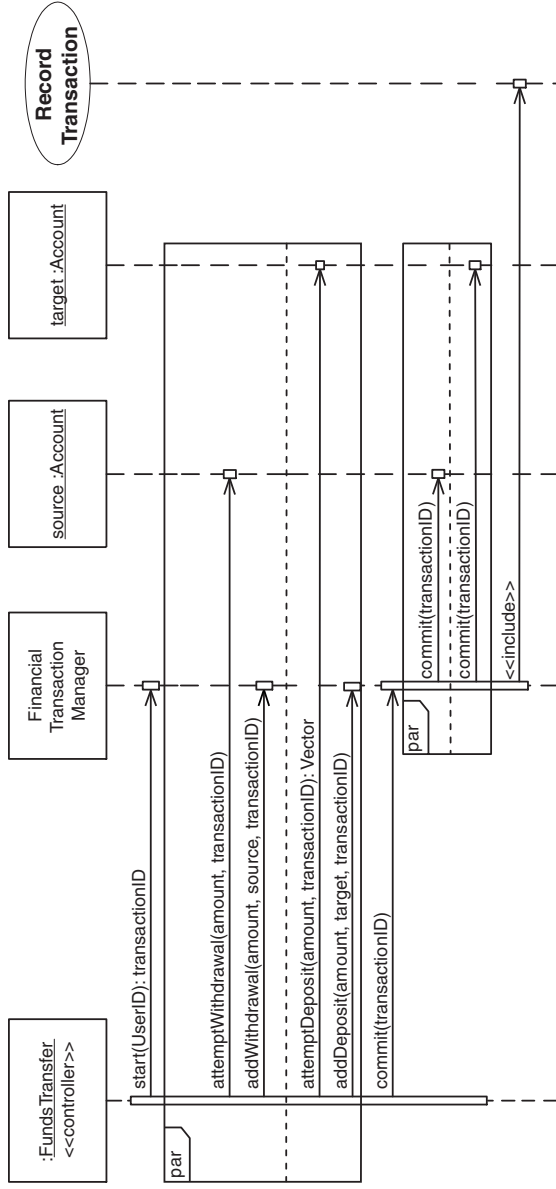 :FundsTransfer
<<controller>>
Financial
Transaction
Manager
source :Account
target :Account
Record
Transaction
start(UserID): transactionID
par
attemptWithdrawal(amount, transactionID)
addWithdrawal(amount, source, transactionID)
attemptDeposit(amount, transactionID): Vector
addDeposit(amount, target, transactionID)
commit(transactionID)
par
commit(transactionID)
commit(transactionID)
<<include>>